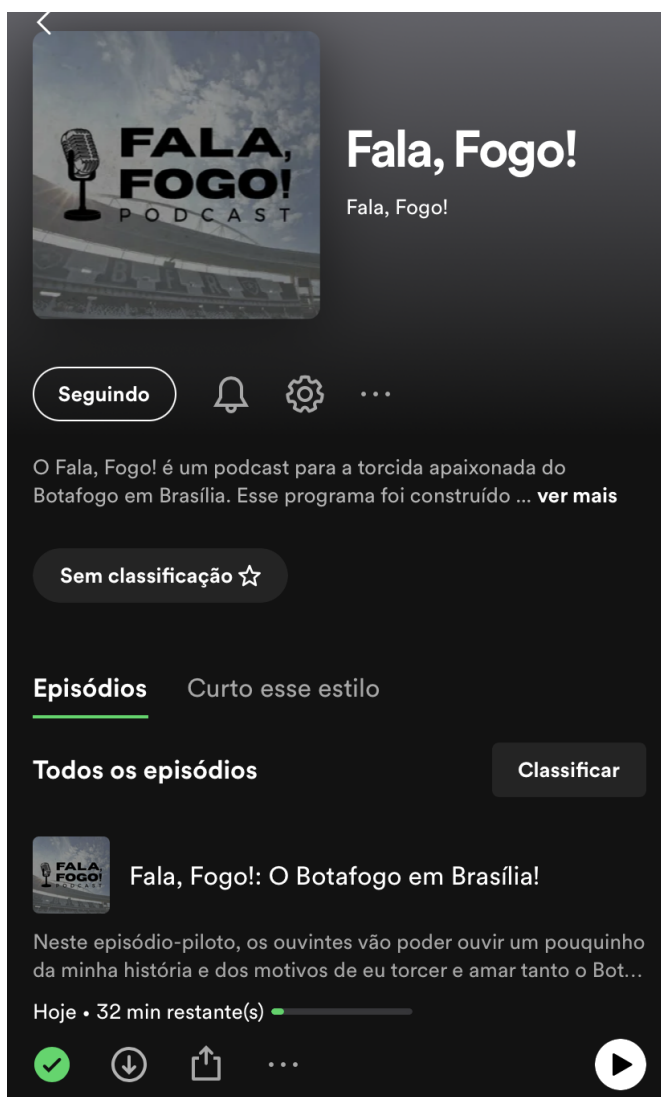 FALA,
FOGO!
PODCAST
Fala, Fogo!
Fala, Fogo!
Seguindo
O Fala, Fogo! é um podcast para a torcida apaixonada do
Botafogo em Brasília. Esse programa foi construído ... ver mais
Sem classificação
Episódios Curto esse estilo
Todos os episódios Classificar
FALA,
FOGO!
PODCAST
Fala, Fogo!: O Botafogo em Brasília!
Neste episódio-piloto, os ouvintes vão poder ouvir um pouquinho
da minha história e dos motivos de eu torcer e amar tanto o Bot...
Hoje • 32 min restante(s)